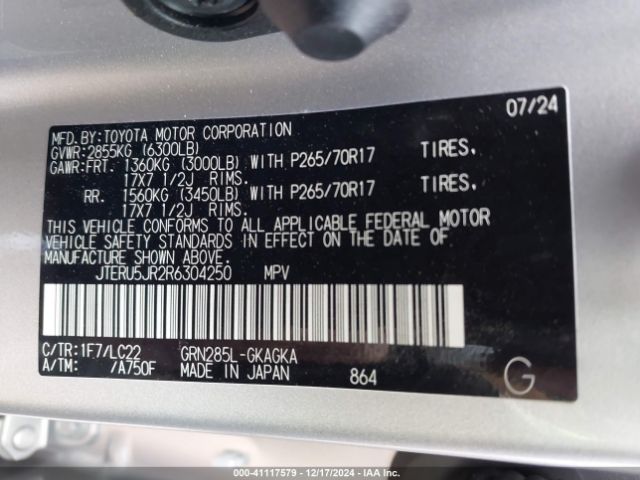 07/24
MFD.BY:TOYOTA MOTOR CORPORATION
GVWR:2855KG (6300LB)
GAWR:FRT. 1360KG (3000LB) WITH P265/70R17 TIRES.
17X7 1/2J RIMS.
RR. 1560KG (3450LB) WITH P265/70R17 TIRES.
17X7 1/2J RIMS.
THIS VEHICLE CONFORMS TO ALL APPLICABLE FEDERAL MOTOR
VEHICLE SAFETY STANDARDS IN EFFECT ON THE DATE OF
MANUFACTURE SHOWN ABOVE.
JTERU5JR2R6304250 MPV
C/TR:1F7/LC22 GRN285L-GKAGKA
A/TM: /A750F MADE IN JAPAN 864 G
000-41117579 - 12/17/2024 - IAA Inc.